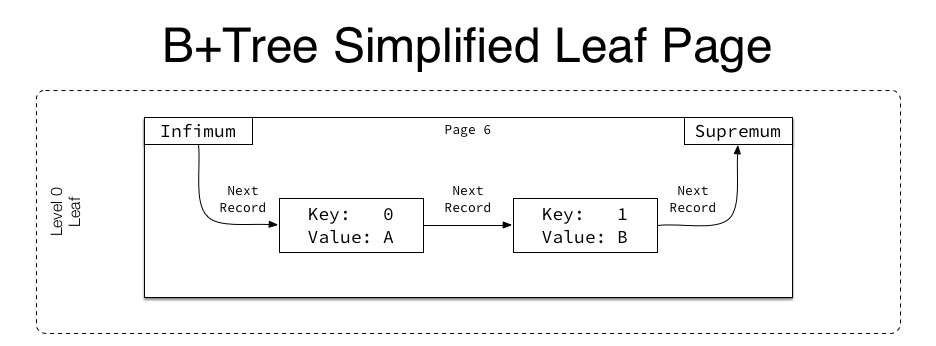 B+Tree Simplified Leaf Page
Level 0
Leaf
Infimum
Page 6
Supremum
Next
Record
Next
Record
Next
Record
Key:   0
Value: A
Key:   1
Value: B